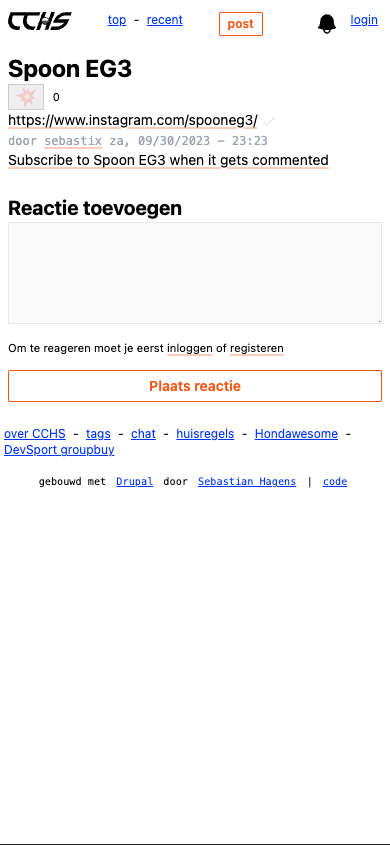 CCHS top - recent post login
Spoon EG3
0
https://www.instagram.com/spooneg3/
door sebastix za, 09/30/2023 - 23:23
Subscribe to Spoon EG3 when it gets commented
Reactie toevoegen
Om te reageren moet je eerst inloggen of registeren
Plaats reactie
over CCHS - tags - chat - huisregels - Hondawesome -
DevSport groupbuy
gebouwd met Drupal door Sebastian Hagens | code